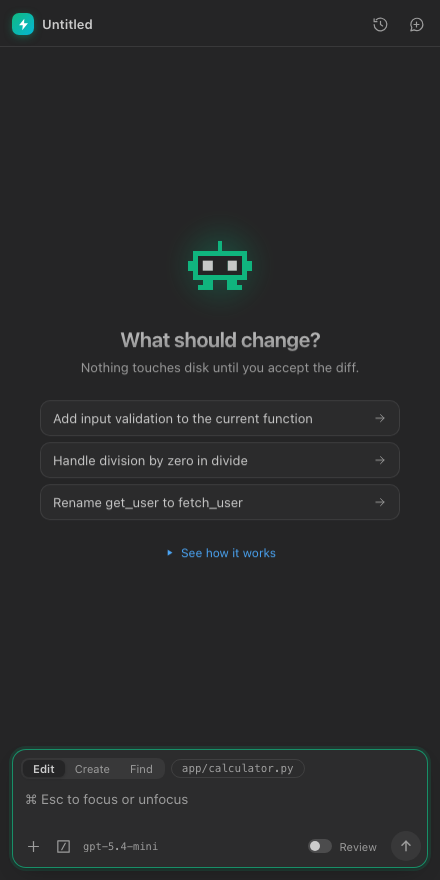 Untitled
What should change?
Nothing touches disk until you accept the diff.
Add input validation to the current function
Handle division by zero in divide
Rename get_user to fetch_user
See how it works
Edit Create Find app/calculator.py
⌘ Esc to focus or unfocus
gpt-5.4-mini Review